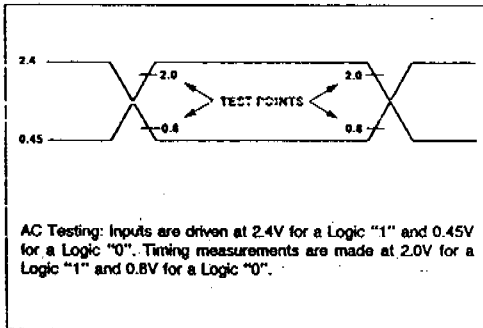 2.4
2.0
2.0
TEST POINTS
0.8
0.8
0.45
AC Testing: Inputs are driven at 2.4V for a Logic "1" and 0.45V
for a Logic "0". Timing measurements are made at 2.0V for a
Logic "1" and 0.8V for a Logic "0".